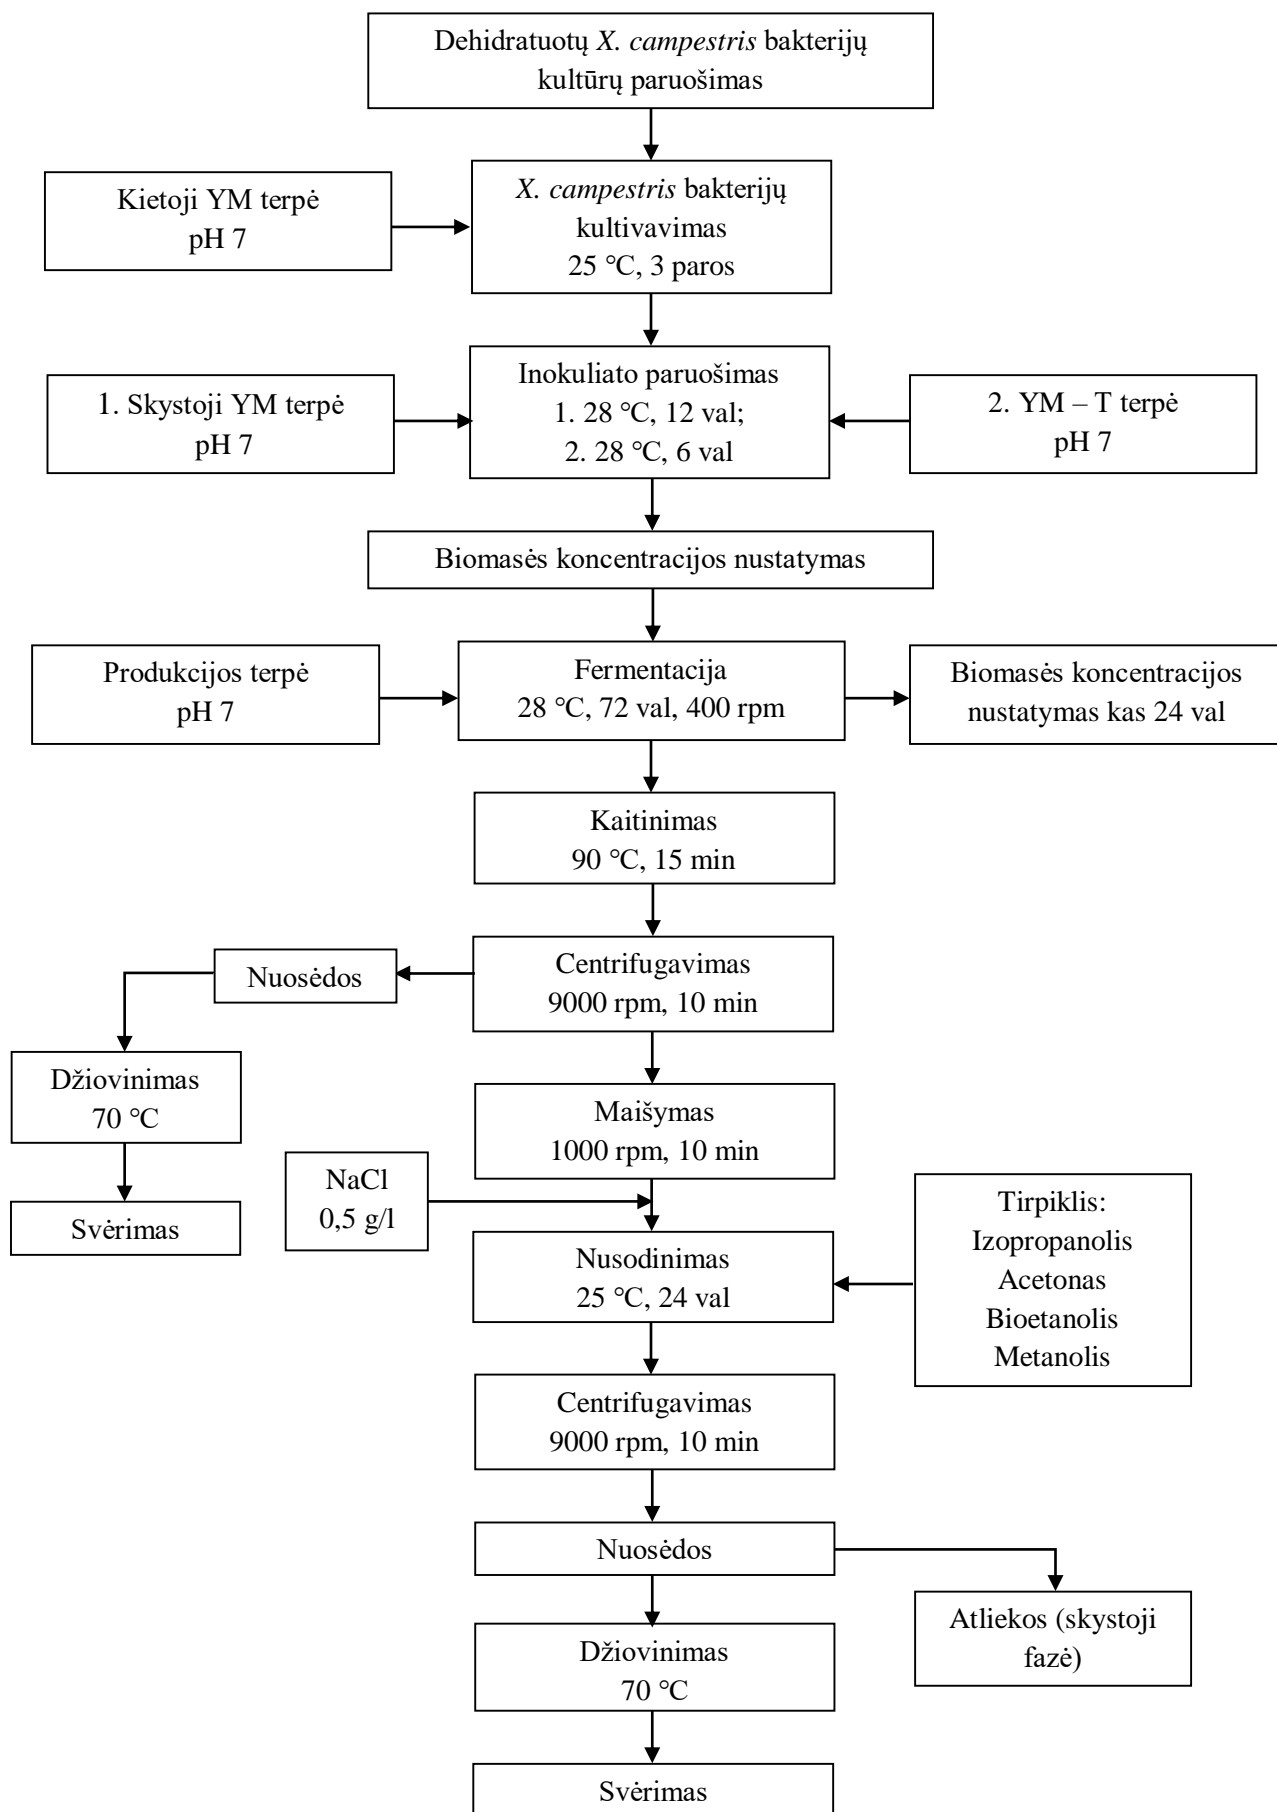 Dehidratuotų X. campestris bakterijų
kultūrų paruošimas
Kietoji YM terpė
pH 7
X. campestris bakterijų
kultivavimas
25 °C, 3 paros
1. Skystoji YM terpė
pH 7
Inokuliato paruošimas
1. 28 °C, 12 val;
2. 28 °C, 6 val
2. YM – T terpė
pH 7
Biomasės koncentracijos nustatymas
Produkcijos terpė
pH 7
Fermentacija
28 °C, 72 val, 400 rpm
Biomasės koncentracijos
nustatymas kas 24 val
Kaitinimas
90 °C, 15 min
Centrifugavimas
9000 rpm, 10 min
Nuosėdos
Džiovinimas
70 °C
Svėrimas
Maišymas
1000 rpm, 10 min
NaCl
0,5 g/l
Nusodinimas
25 °C, 24 val
Tirpiklis:
Izopropanolis
Acetonas
Bioetanolis
Metanolis
Centrifugavimas
9000 rpm, 10 min
Nuosėdos
Atliekos (skystoji
fazė)
Džiovinimas
70 °C
Svėrimas